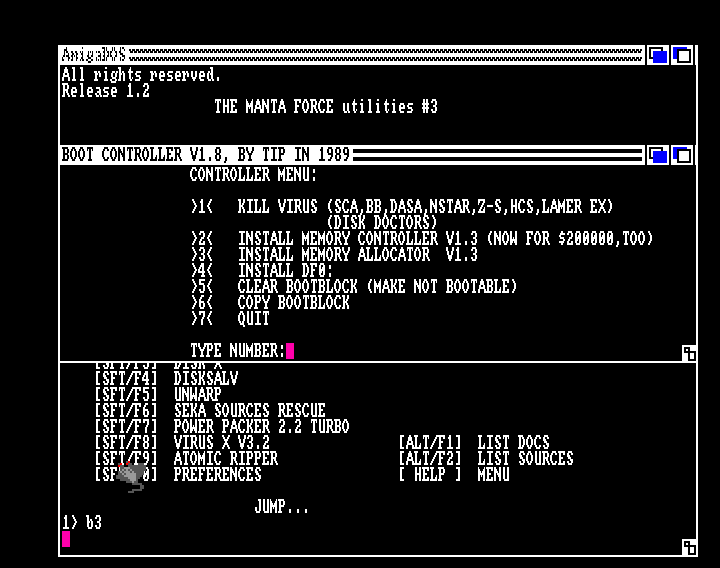 AmigaDOS
All rights reserved.
Release 1.2
THE MANTA FORCE utilities #3
BOOT CONTROLLER V1.8, BY TIP IN 1989
CONTROLLER MENU:
>1< KILL VIRUS (SCA,BB,DASA,NSTAR,Z-S,HCS,LAMER EX)
(DISK DOCTORS)
>2< INSTALL MEMORY CONTROLLER V1.3 (NOW FOR $200000,TOO)
>3< INSTALL MEMORY ALLOCATOR V1.3
>4< INSTALL DF0:
>5< CLEAR BOOTBLOCK (MAKE NOT BOOTABLE)
>6< COPY BOOTBLOCK
>7< QUIT
TYPE NUMBER:
[SFT/F3] DISK X
[SFT/F4] DISKSALV
[SFT/F5] UNWARP
[SFT/F6] SEKA SOURCES RESCUE
[SFT/F7] POWER PACKER 2.2 TURBO
[SFT/F8] VIRUS X V3.2 [ALT/F1] LIST DOCS
[SFT/F9] ATOMIC RIPPER [ALT/F2] LIST SOURCES
PREFERENCES [ HELP ] MENU
JUMP...
1> b3